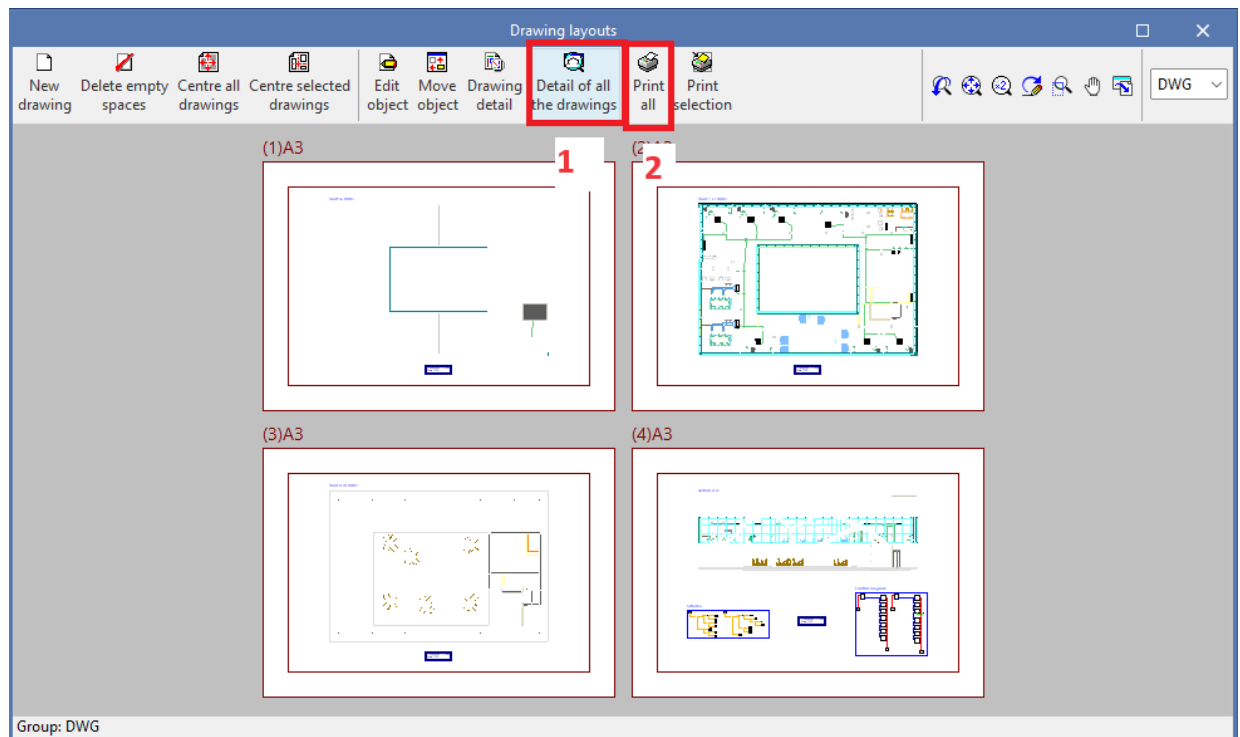 Drawing layouts
New drawing
Delete empty spaces
Centre all drawings
Centre selected drawings
Edit object
Move object
Drawing detail
Detail of all the drawings
Print all
Print selection
x2
DWG
1
2
(1)A3
(3)A3
(4)A3
Group: DWG